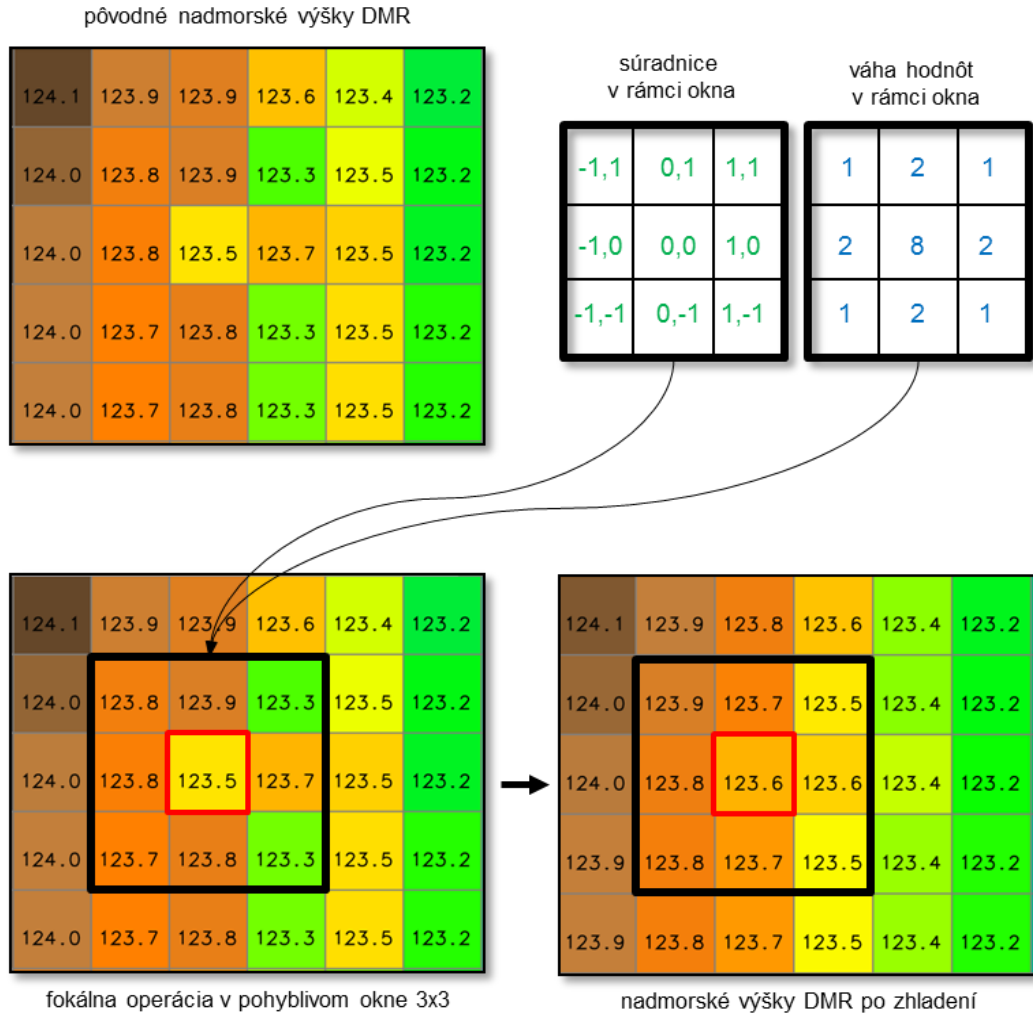 pôvodné nadmorské výšky DMR
124.1 123.9 123.9 123.6 123.4 123.2
124.0 123.8 123.9 123.3 123.5 123.2
124.0 123.8 123.5 123.7 123.5 123.2
124.0 123.7 123.8 123.3 123.5 123.2
124.0 123.7 123.8 123.3 123.5 123.2
súradnice
v rámci okna
-1,1 0,1 1,1
-1,0 0,0 1,0
-1,-1 0,-1 1,-1
váha hodnôt
v rámci okna
1 2 1
2 8 2
1 2 1
124.1 123.9 123.9 123.6 123.4 123.2
124.0 123.8 123.9 123.3 123.5 123.2
124.0 123.8 123.5 123.7 123.5 123.2
124.0 123.7 123.8 123.3 123.5 123.2
124.0 123.7 123.8 123.3 123.5 123.2
fokálna operácia v pohyblivom okne 3x3
124.1 123.9 123.8 123.6 123.4 123.2
124.0 123.9 123.7 123.5 123.4 123.2
124.0 123.8 123.6 123.6 123.4 123.2
123.9 123.8 123.7 123.5 123.4 123.2
123.9 123.8 123.7 123.5 123.4 123.2
nadmorské výšky DMR po zhladení